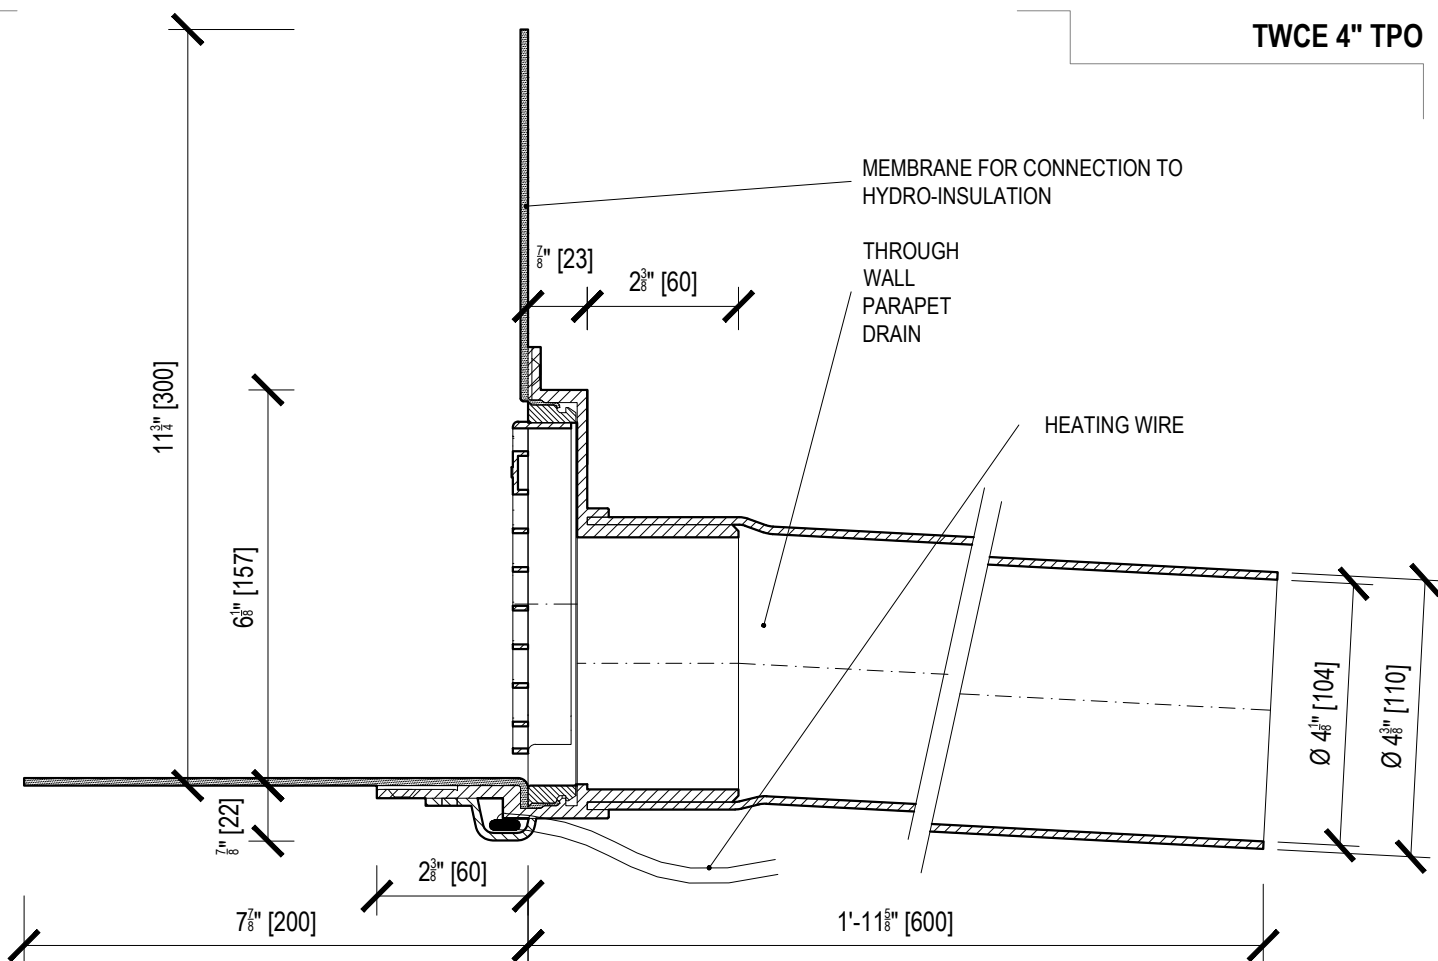 TWCE 4" TPO
MEMBRANE FOR CONNECTION TO
HYDRO-INSULATION
THROUGH
WALL
PARAPET
DRAIN
7/8" [23]
2 3/8" [60]
11 3/4" [300]
HEATING WIRE
6 1/8" [157]
Ø 4 1/8" [104]
Ø 4 3/8" [110]
7/8" [22]
2 3/8" [60]
7 7/8" [200]
1'-11 5/8" [600]